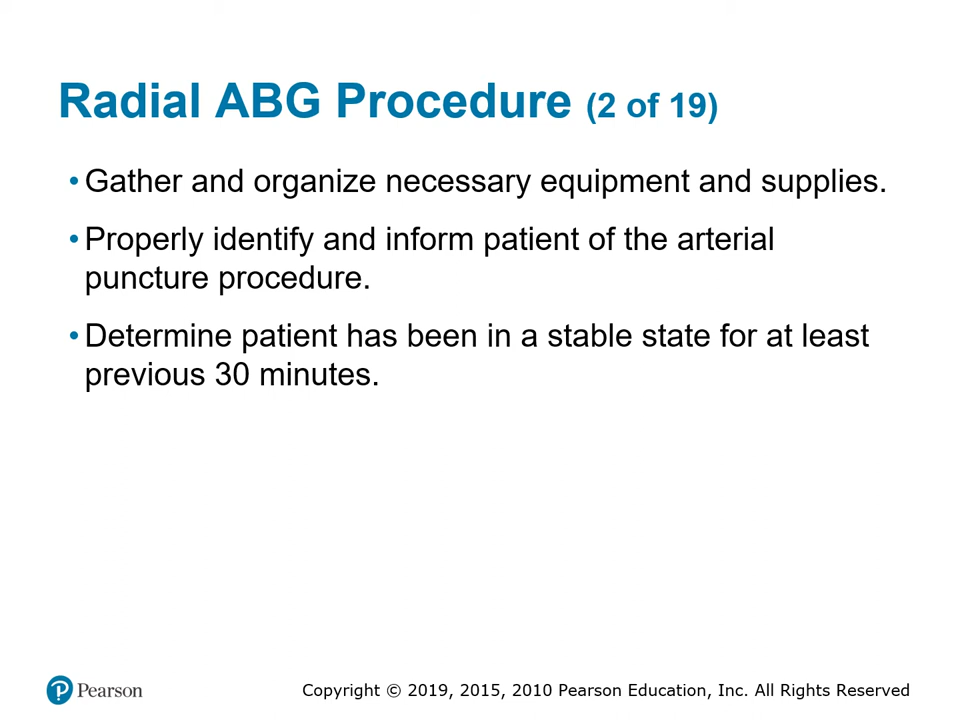 Radial ABG Procedure (2 of 19)
• Gather and organize necessary equipment and supplies.
• Properly identify and inform patient of the arterial
puncture procedure.
• Determine patient has been in a stable state for at least
previous 30 minutes.
Pearson
Copyright © 2019, 2015, 2010 Pearson Education, Inc. All Rights Reserved